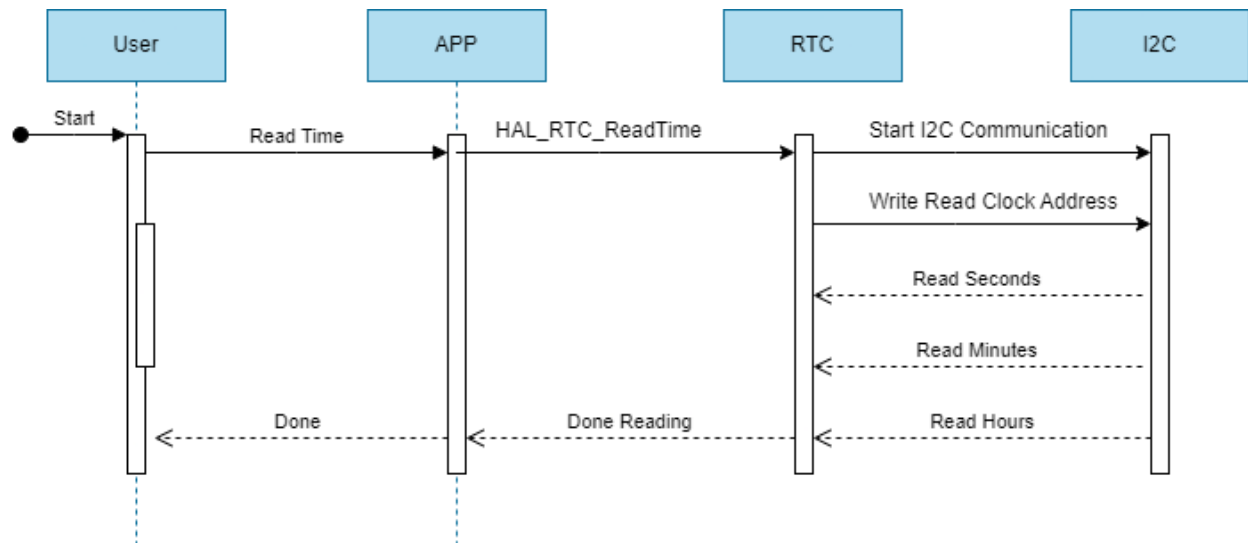 User
APP
RTC
I2C
Start
Read Time
HAL_RTC_ReadTime
Start I2C Communication
Write Read Clock Address
Read Seconds
Read Minutes
Done
Done Reading
Read Hours